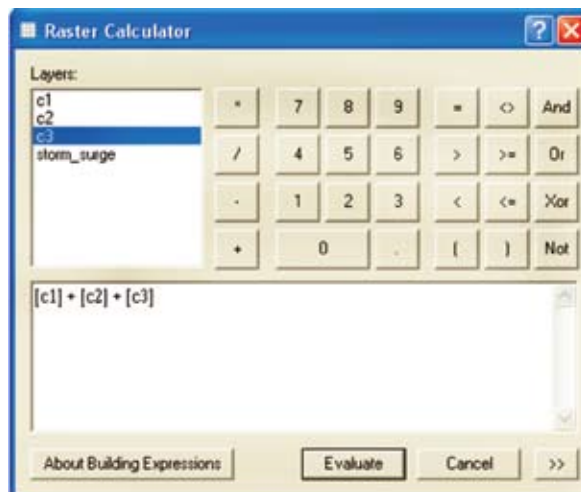 Raster Calculator
Layers:
c1
c2
c3
storm_surge
* 7 8 9 = <> And
/ 4 5 6 > >= Or
- 1 2 3 < <= Xor
+ 0 . ( ) Not
[c1] + [c2] + [c3]
About Building Expressions Evaluate Cancel >>